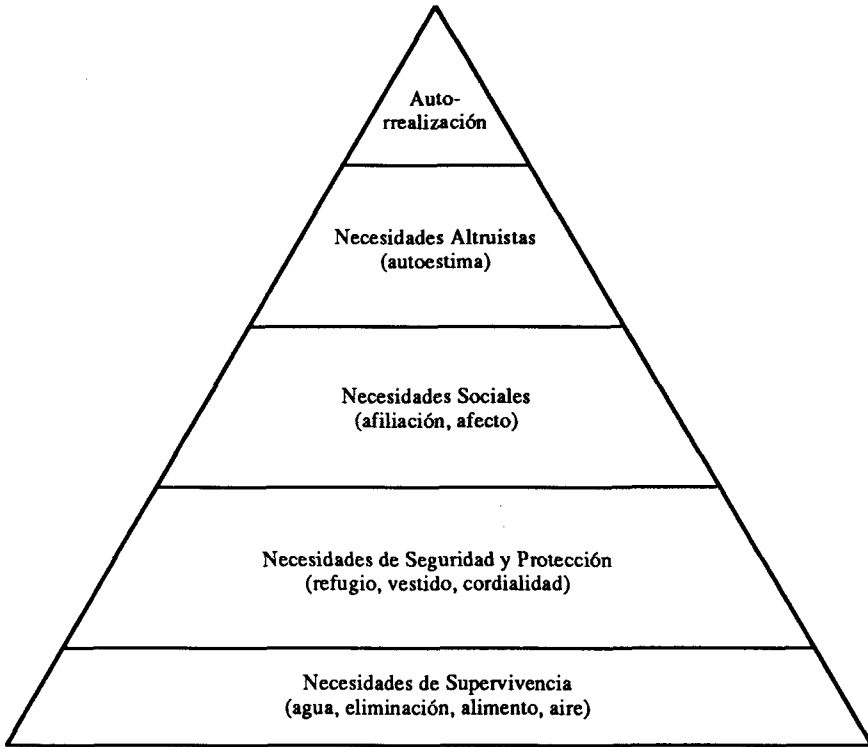 Auto-
rrealización
Necesidades Altruistas
(autoestima)
Necesidades Sociales
(afiliación, afecto)
Necesidades de Seguridad y Protección
(refugio, vestido, cordialidad)
Necesidades de Supervivencia
(agua, eliminación, alimento, aire)